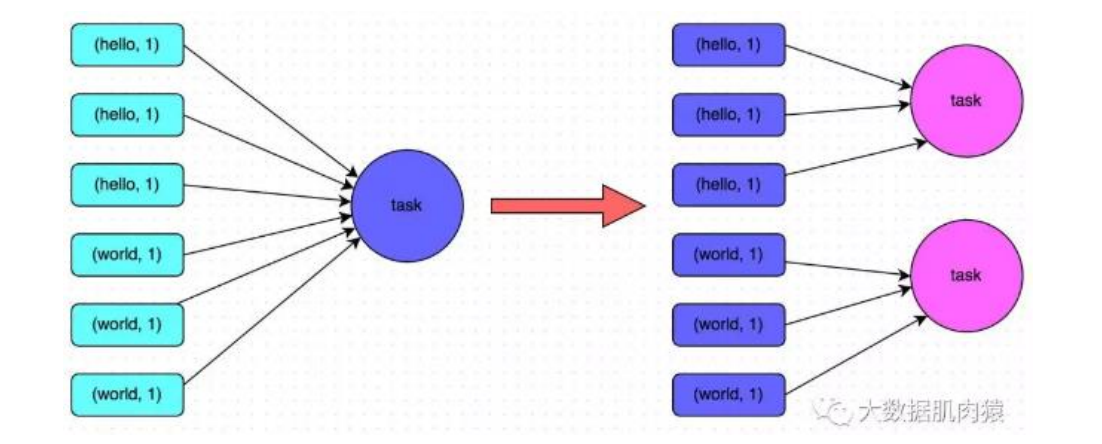 (hello, 1)
(hello, 1)
(hello, 1)
(world, 1)
(world, 1)
(world, 1)
task
(hello, 1)
(hello, 1)
(hello, 1)
(world, 1)
(world, 1)
(world, 1)
task
task
大数据肌肉猿